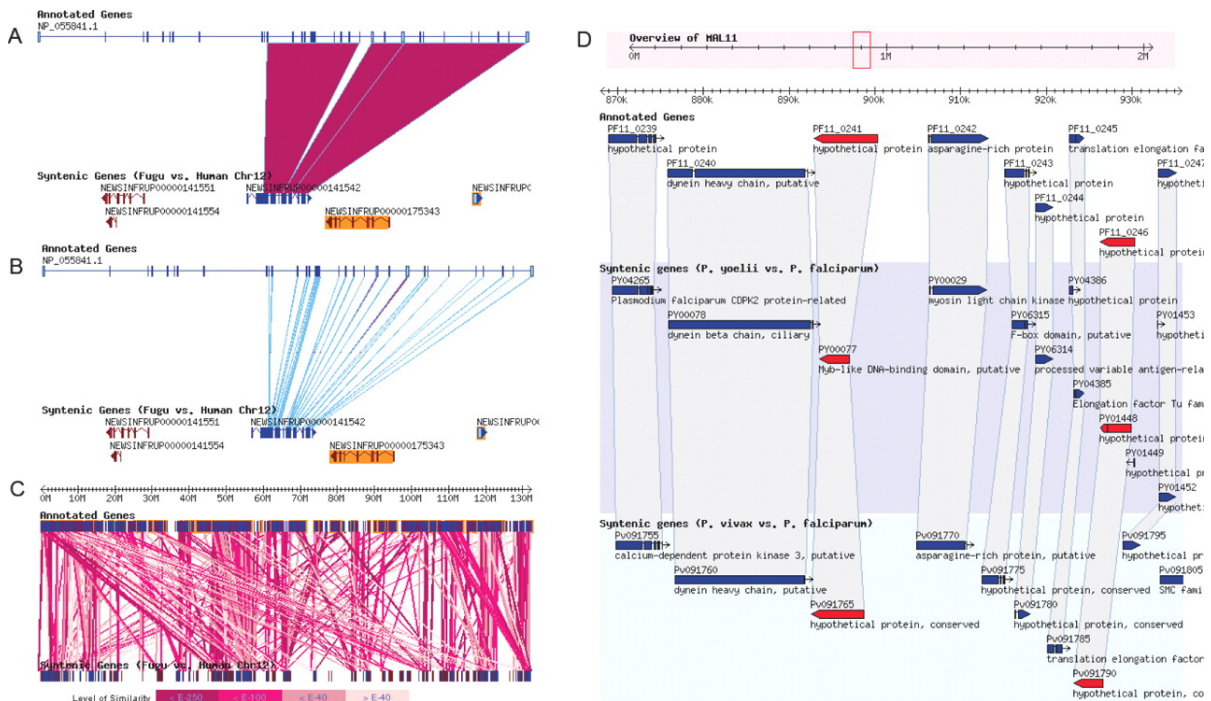 A
Annotated Genes
NP_055841.1
Syntenic Genes (Fugu vs. Human Chr12)
NEWSINFRUP00000141551
NEWSINFRUP00000141542
NEWSINFRUP0
NEWSINFRUP00000141554
NEWSINFRUP00000175343
B
Annotated Genes
NP_055841.1
Syntenic Genes (Fugu vs. Human Chr12)
NEWSINFRUP00000141551
NEWSINFRUP00000141542
NEWSINFRUP00
NEWSINFRUP00000141554
NEWSINFRUP00000175343
C
0M 10M 20M 30M 40M 50M 60M 70M 80M 90M 100M 110M 120M 130M
Annotated Genes
Syntenic Genes (Fugu vs. Human Chr12)
Level of Similarity < E-250 < E-100 < E-40 > E-40
D
Overview of MAL11
0M 1M 2M
870k 880k 890k 900k 910k 920k 930k
Annotated Genes
PF11_0239 PF11_0241 PF11_0242 PF11_0245
hypothetical protein hypothetical protein asparagine-rich protein translation elongation fa
PF11_0240 PF11_0243 PF11_0247
dynein heavy chain, putative hypothetical protein hypotheti
PF11_0244
hypothetical protein
PF11_0246
hypothetical protein
Syntenic genes (P. yoelii vs. P. falciparum)
PY04265 PY00029 PY04386
Plasmodium falciparum CDPK2 protein-related myosin light chain kinase hypothetical protein
PY00078 PY06315 PY01453
dynein beta chain, ciliary F-box domain, putative hypotheti
PY00077 PY06314
Myb-like DNA-binding domain, putative processed variable antigen-rela
PY04385
Elongation factor Tu fam
PY01448
hypothetical protein
PY01449
hypothetical pr
PY01452
hypotheti
Syntenic genes (P. vivax vs. P. falciparum)
Pv091755 Pv091770 Pv091795
calcium-dependent protein kinase 3, putative asparagine-rich protein, putative hypothetical pr
Pv091760 Pv091775 Pv091805
dynein heavy chain, putative hypothetical protein, conserved SMC fami
Pv091765 Pv091780
hypothetical protein, conserved hypothetical protein, conserved
Pv091785
translation elongation factor
Pv091790
hypothetical protein, co